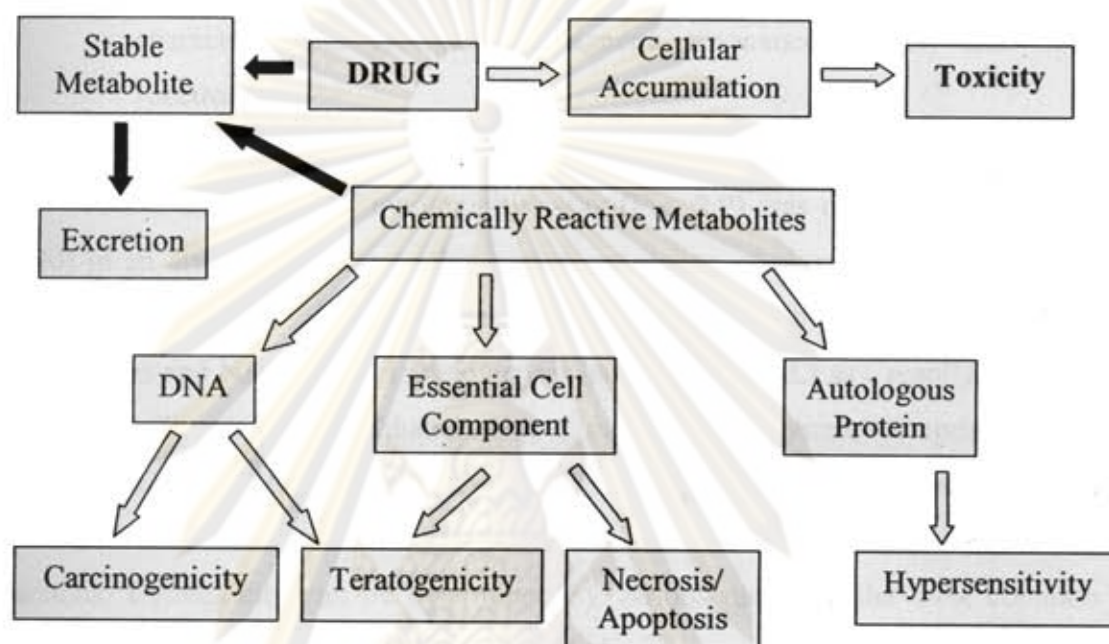 Stable
Metabolite
DRUG
Cellular
Accumulation
Toxicity
Excretion
Chemically Reactive Metabolites
DNA
Essential Cell
Component
Autologous
Protein
Carcinogenicity
Teratogenicity
Necrosis/
Apoptosis
Hypersensitivity